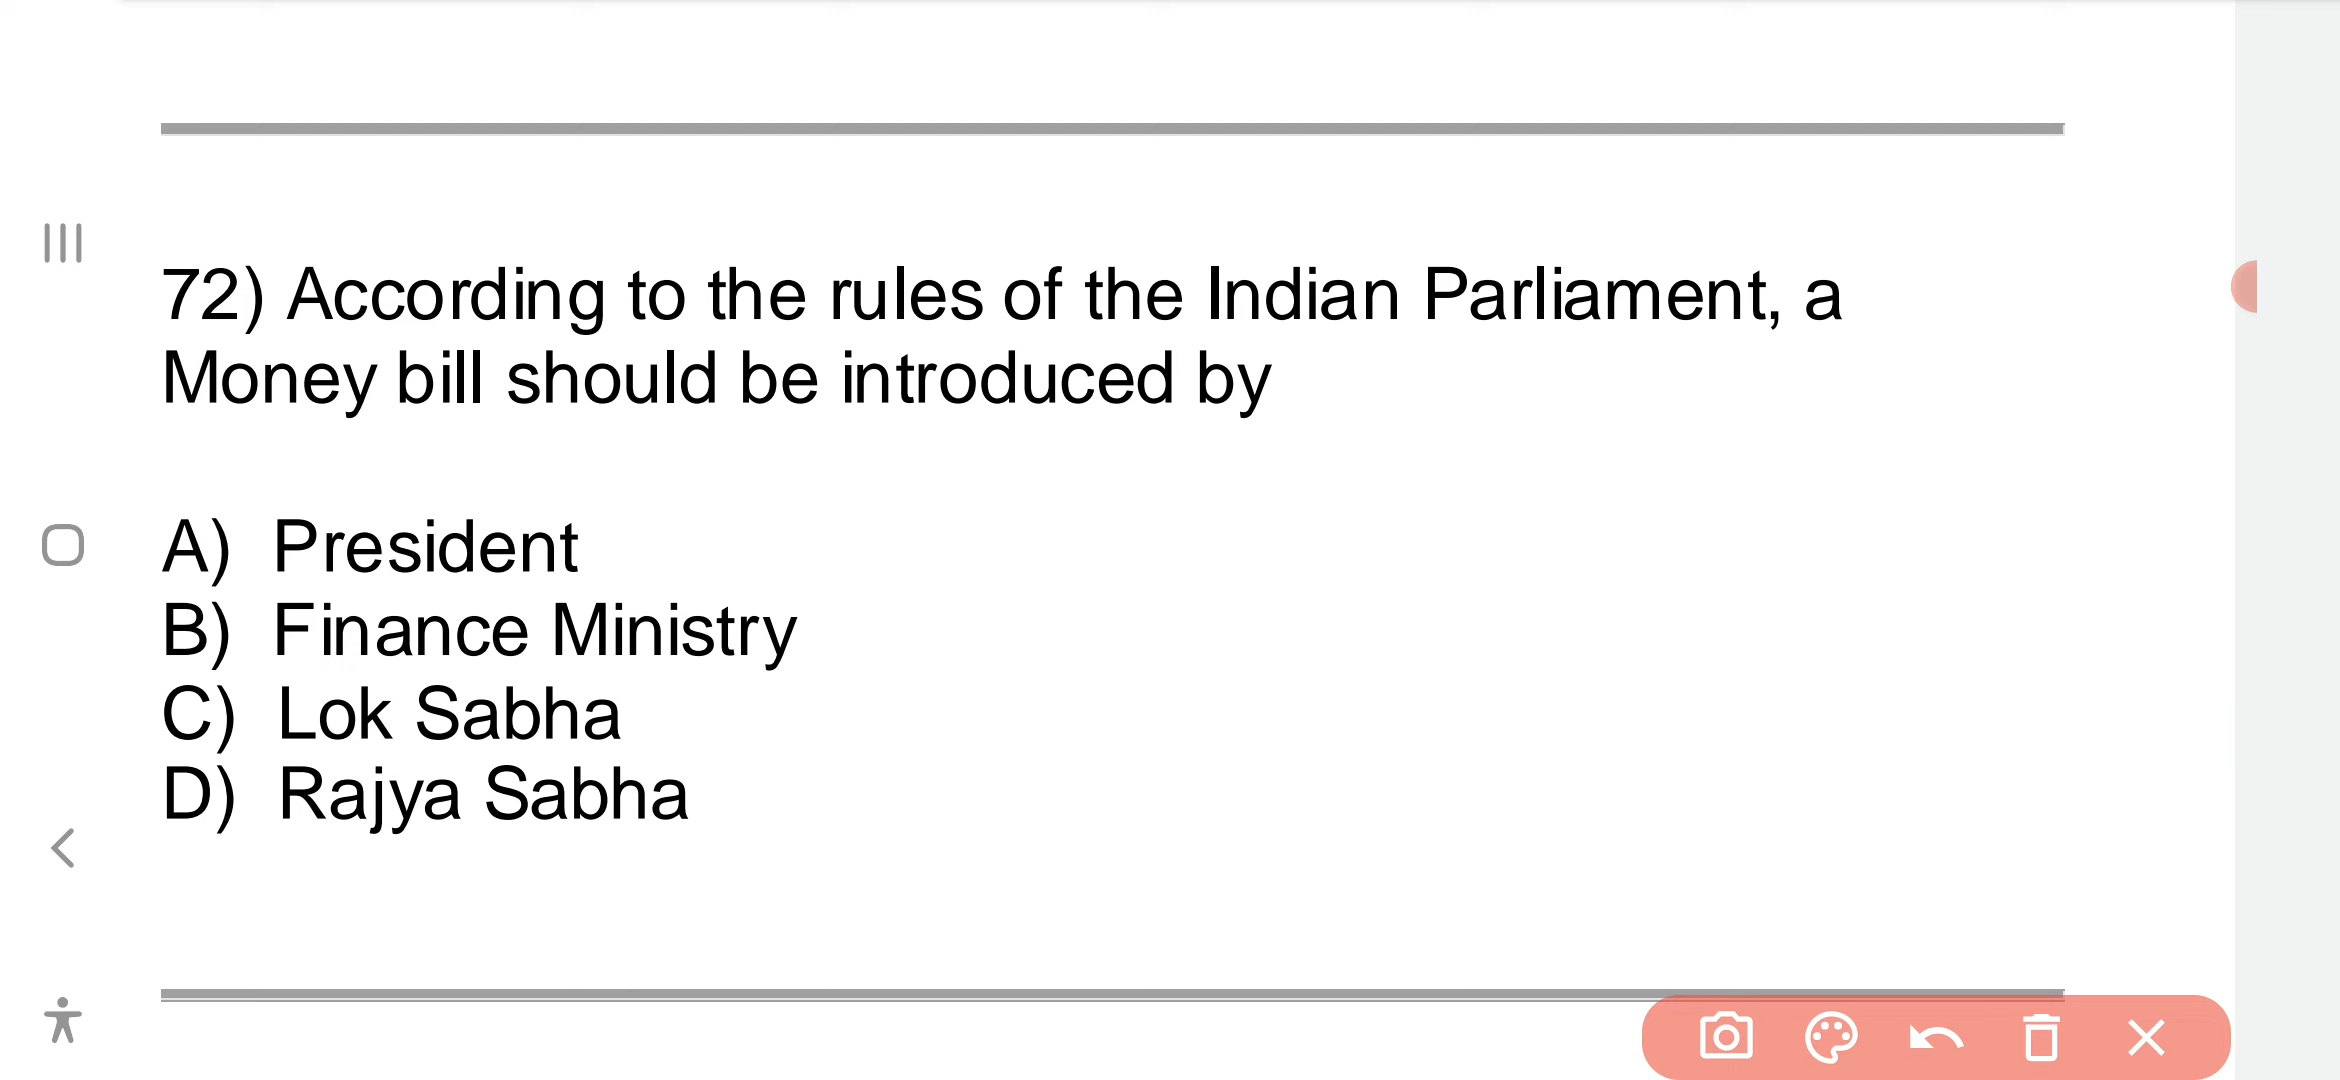 72) According to the rules of the Indian Parliament, a
Money bill should be introduced by
A) President
B) Finance Ministry
C) Lok Sabha
D) Rajya Sabha